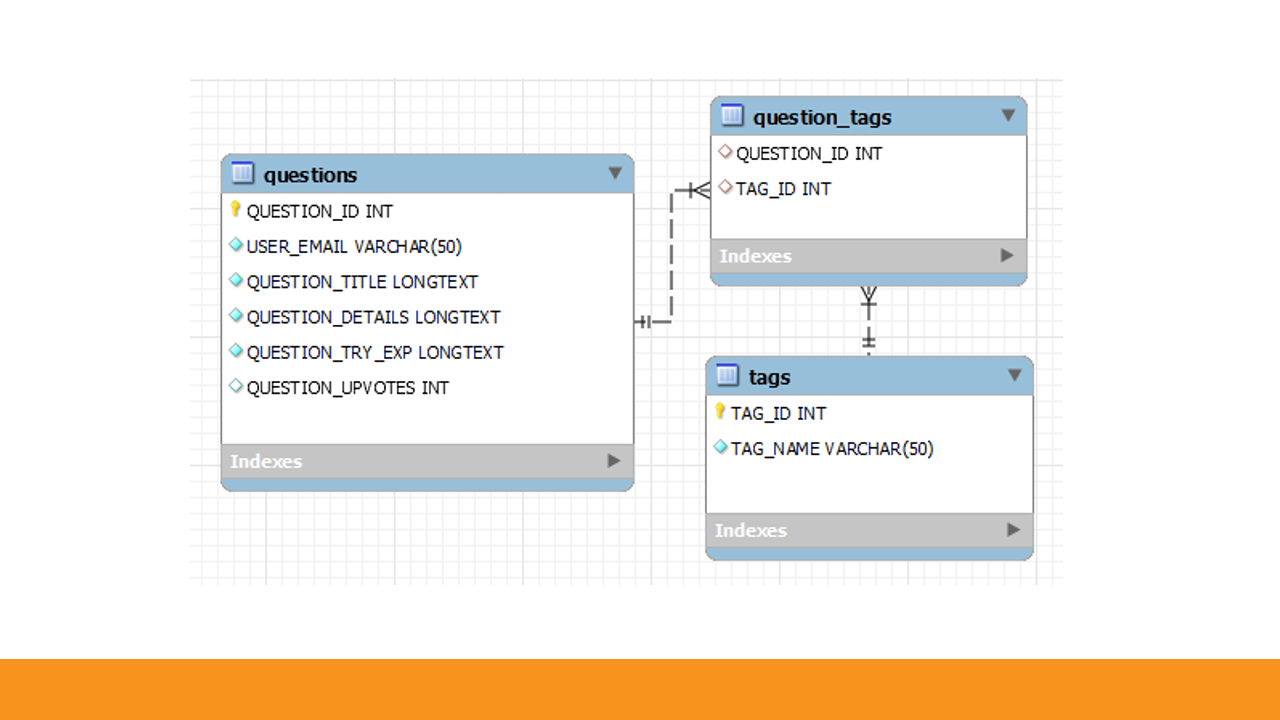 questions
QUESTION_ID INT
USER_EMAIL VARCHAR(50)
QUESTION_TITLE LONGTEXT
QUESTION_DETAILS LONGTEXT
QUESTION_TRY_EXP LONGTEXT
QUESTION_UPVOTES INT
Indexes
question_tags
QUESTION_ID INT
TAG_ID INT
Indexes
tags
TAG_ID INT
TAG_NAME VARCHAR(50)
Indexes